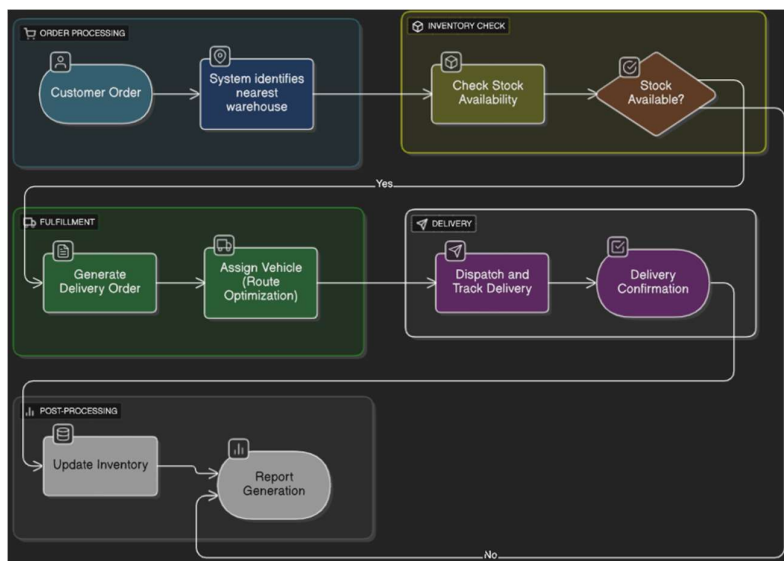 ORDER PROCESSING
Customer Order
System identifies
nearest
warehouse
INVENTORY CHECK
Check Stock
Availability
Stock
Available?
Yes
FULFILLMENT
Generate
Delivery Order
Assign Vehicle
(Route
Optimization)
DELIVERY
Dispatch and
Track Delivery
Delivery
Confirmation
POST-PROCESSING
Update Inventory
Report
Generation
No